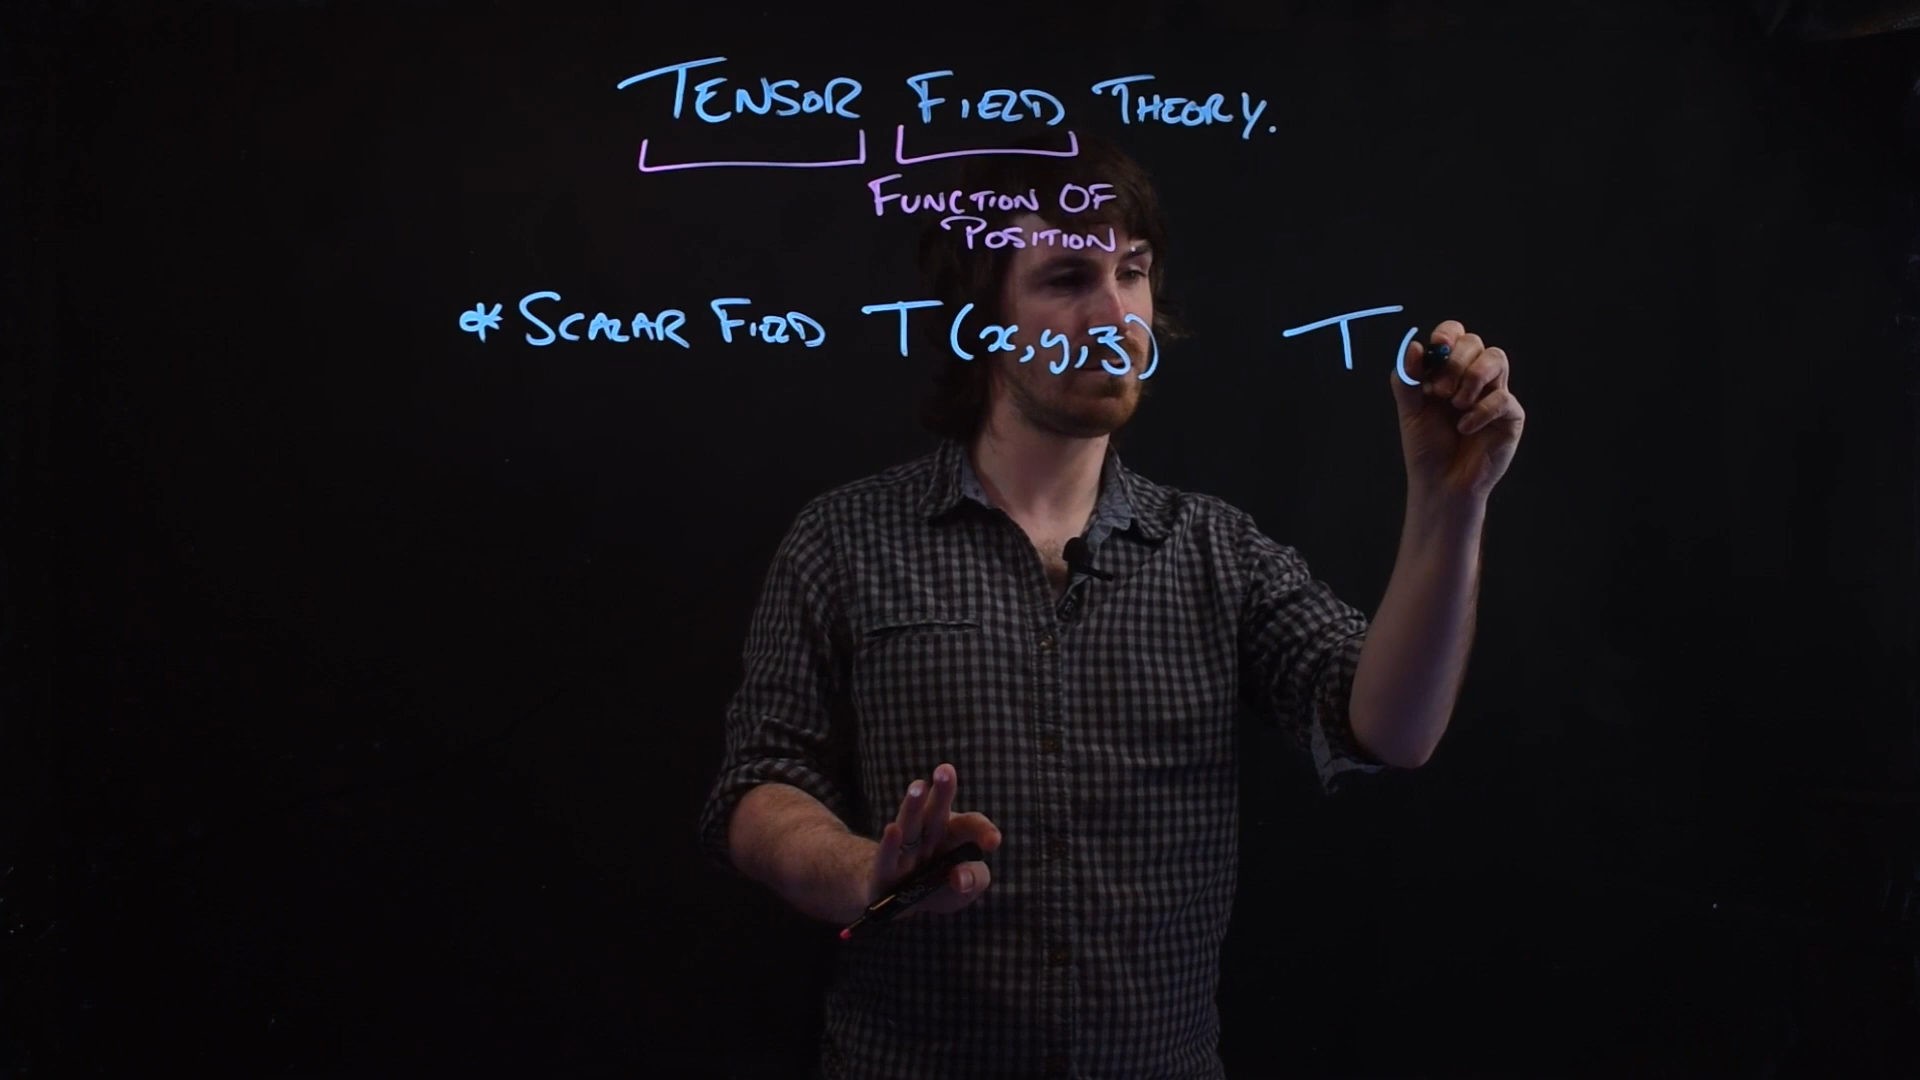 TENSOR FIELD THEORY.
FUNCTION OF
POSITION.
* SCALAR FIELD T(x,y,z) T(